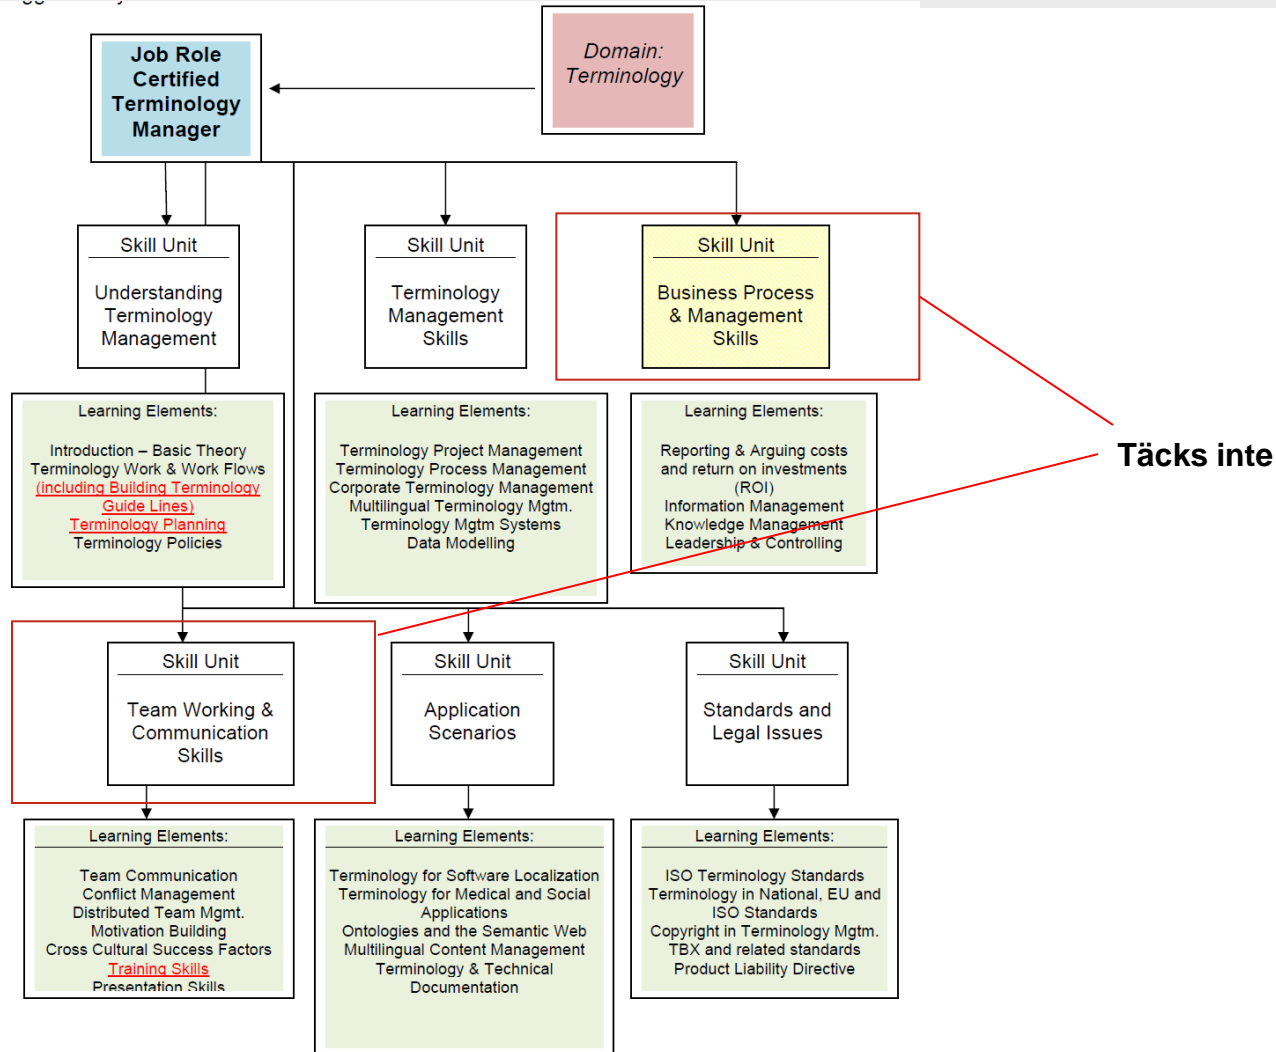 Job Role
Certified
Terminology
Manager
Domain:
Terminology
Skill Unit
Understanding
Terminology
Management
Skill Unit
Terminology
Management
Skills
Skill Unit
Business Process
& Management
Skills
Learning Elements:
Introduction – Basic Theory
Terminology Work & Work Flows
(including Building Terminology
Guide Lines)
Terminology Planning
Terminology Policies
Learning Elements:
Terminology Project Management
Terminology Process Management
Corporate Terminology Management
Multilingual Terminology Mgtm.
Terminology Mgtm Systems
Data Modelling
Learning Elements:
Reporting & Arguing costs
and return on investments
(ROI)
Information Management
Knowledge Management
Leadership & Controlling
Täcks inte
Skill Unit
Team Working &
Communication
Skills
Skill Unit
Application
Scenarios
Skill Unit
Standards and
Legal Issues
Learning Elements:
Team Communication
Conflict Management
Distributed Team Mgmt.
Motivation Building
Cross Cultural Success Factors
Training Skills
Presentation Skills
Learning Elements:
Terminology for Software Localization
Terminology for Medical and Social
Applications
Ontologies and the Semantic Web
Multilingual Content Management
Terminology & Technical
Documentation
Learning Elements:
ISO Terminology Standards
Terminology in National, EU and
ISO Standards
Copyright in Terminology Mgtm.
TBX and related standards
Product Liability Directive